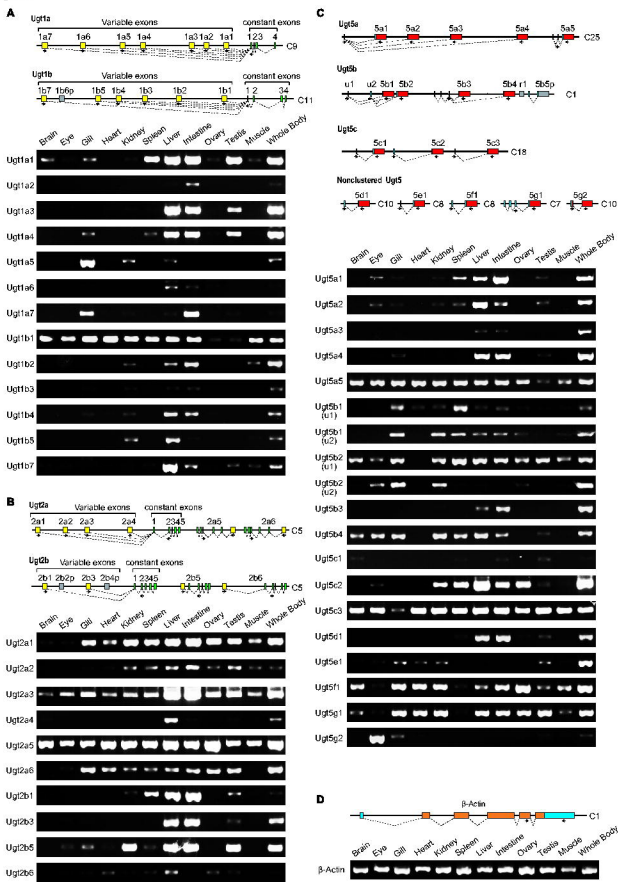 A
Ugt1a
Variable exons constant exons
1a7 1a6 1a5 1a4 1a3 1a2 1a1 1 2 3 4
C9
Ugt1b
Variable exons constant exons
1b7 1b6p 1b5 1b4 1b3 1b2 1b1 1 2 34
C11
Brain Eye Gill Heart Kidney Spleen Liver Intestine Ovary Testis Muscle Whole Body
Ugt1a1
Ugt1a2
Ugt1a3
Ugt1a4
Ugt1a5
Ugt1a6
Ugt1a7
Ugt1b1
Ugt1b2
Ugt1b3
Ugt1b4
Ugt1b5
Ugt1b7
B
Ugt2a
Variable exons constant exons
2a1 2a2 2a3 2a4 1 2345 2a5 2a6
C5
Ugt2b
Variable exons constant exons
2b1 2b2p 2b3 2b4p 1 2345 2b5 2b6
C5
Brain Eye Gill Heart Kidney Spleen Liver Intestine Ovary Testis Muscle Whole Body
Ugt2a1
Ugt2a2
Ugt2a3
Ugt2a4
Ugt2a5
Ugt2a6
Ugt2b1
Ugt2b3
Ugt2b5
Ugt2b6
C
Ugt5a
5a1 5a2 5a3 5a4 5a5
C25
Ugt5b
u1 u2 5b1 5b2 5b3 5b4 r1 5b5p
C1
Ugt5c
5c1 5c2 5c3
C18
Nonclustered Ugt5
5d1 5e1 5f1 5g1 5g2
C10 C8 C8 C7 C10
Brain Eye Gill Heart Kidney Spleen Liver Intestine Ovary Testis Muscle Whole Body
Ugt5a1
Ugt5a2
Ugt5a3
Ugt5a4
Ugt5a5
Ugt5b1
(u1)
Ugt5b1
(u2)
Ugt5b2
(u1)
Ugt5b2
(u2)
Ugt5b3
Ugt5b4
Ugt5c1
Ugt5c2
Ugt5c3
Ugt5d1
Ugt5e1
Ugt5f1
Ugt5g1
Ugt5g2
D
β-Actin
C1
Brain Eye Gill Heart Kidney Spleen Liver Intestine Ovary Testis Muscle Whole Body
β-Actin